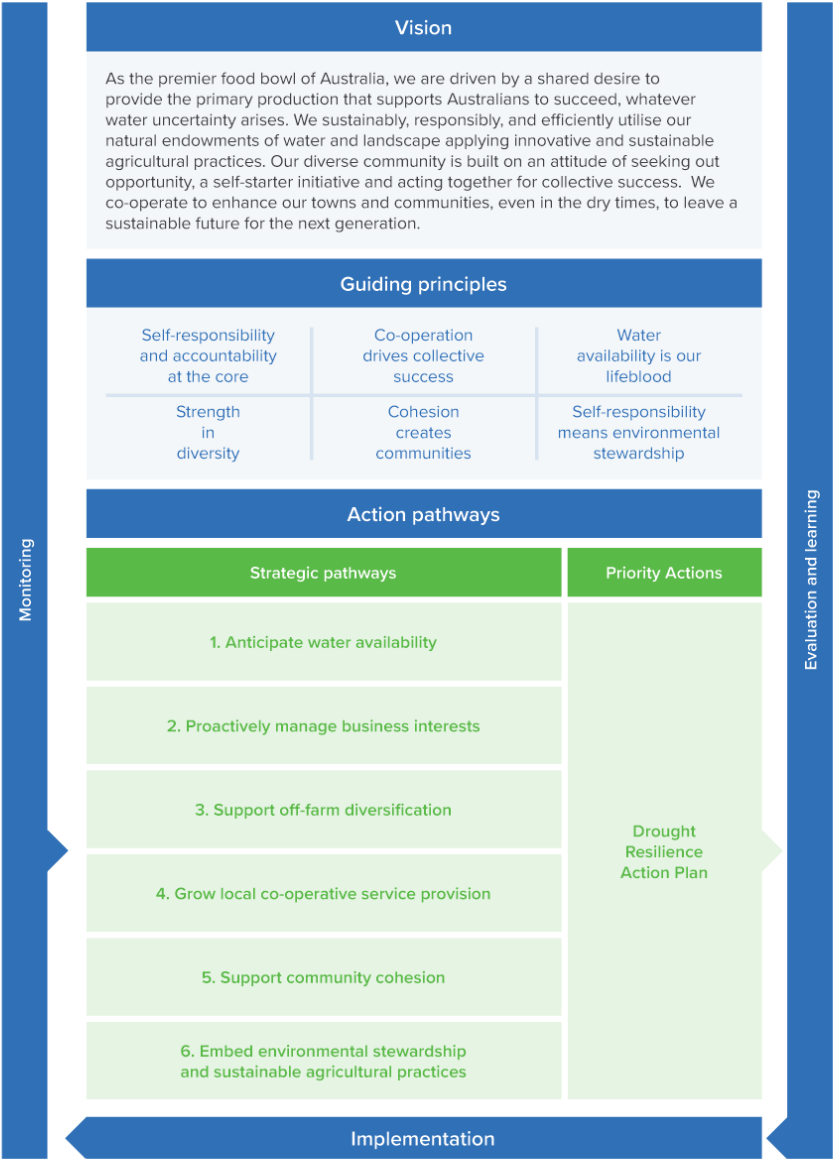 Vision
As the premier food bowl of Australia, we are driven by a shared desire to
provide the primary production that supports Australians to succeed, whatever
water uncertainty arises. We sustainably, responsibly, and efficiently utilise our
natural endowments of water and landscape applying innovative and sustainable
agricultural practices. Our diverse community is built on an attitude of seeking out
opportunity, a self-starter initiative and acting together for collective success.  We
co-operate to enhance our towns and communities, even in the dry times, to leave a
sustainable future for the next generation.
Guiding principles
Self-responsibility
and accountability
at the core
Co-operation
drives collective
success
Water
availability is our
lifeblood
Strength
in
diversity
Cohesion
creates
communities
Self-responsibility
means environmental
stewardship
Action pathways
Strategic pathways
Priority Actions
1. Anticipate water availability
2. Proactively manage business interests
3. Support off-farm diversification
4. Grow local co-operative service provision
5. Support community cohesion
6. Embed environmental stewardship
and sustainable agricultural practices
Drought
Resilience
Action Plan
Monitoring
Evaluation and learning
Implementation